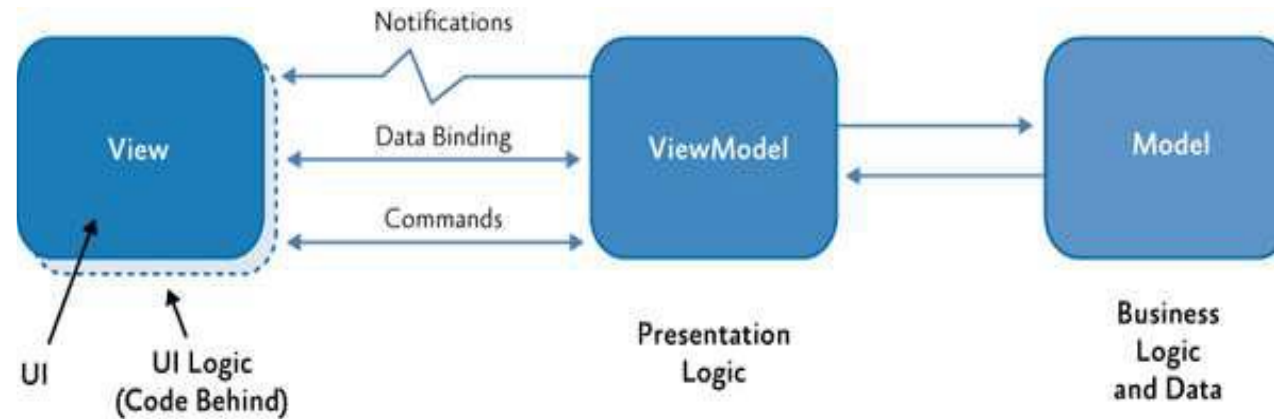 Notifications
View
Data Binding
ViewModel
Model
Commands
UI
UI Logic
(Code Behind)
Presentation
Logic
Business
Logic
and Data